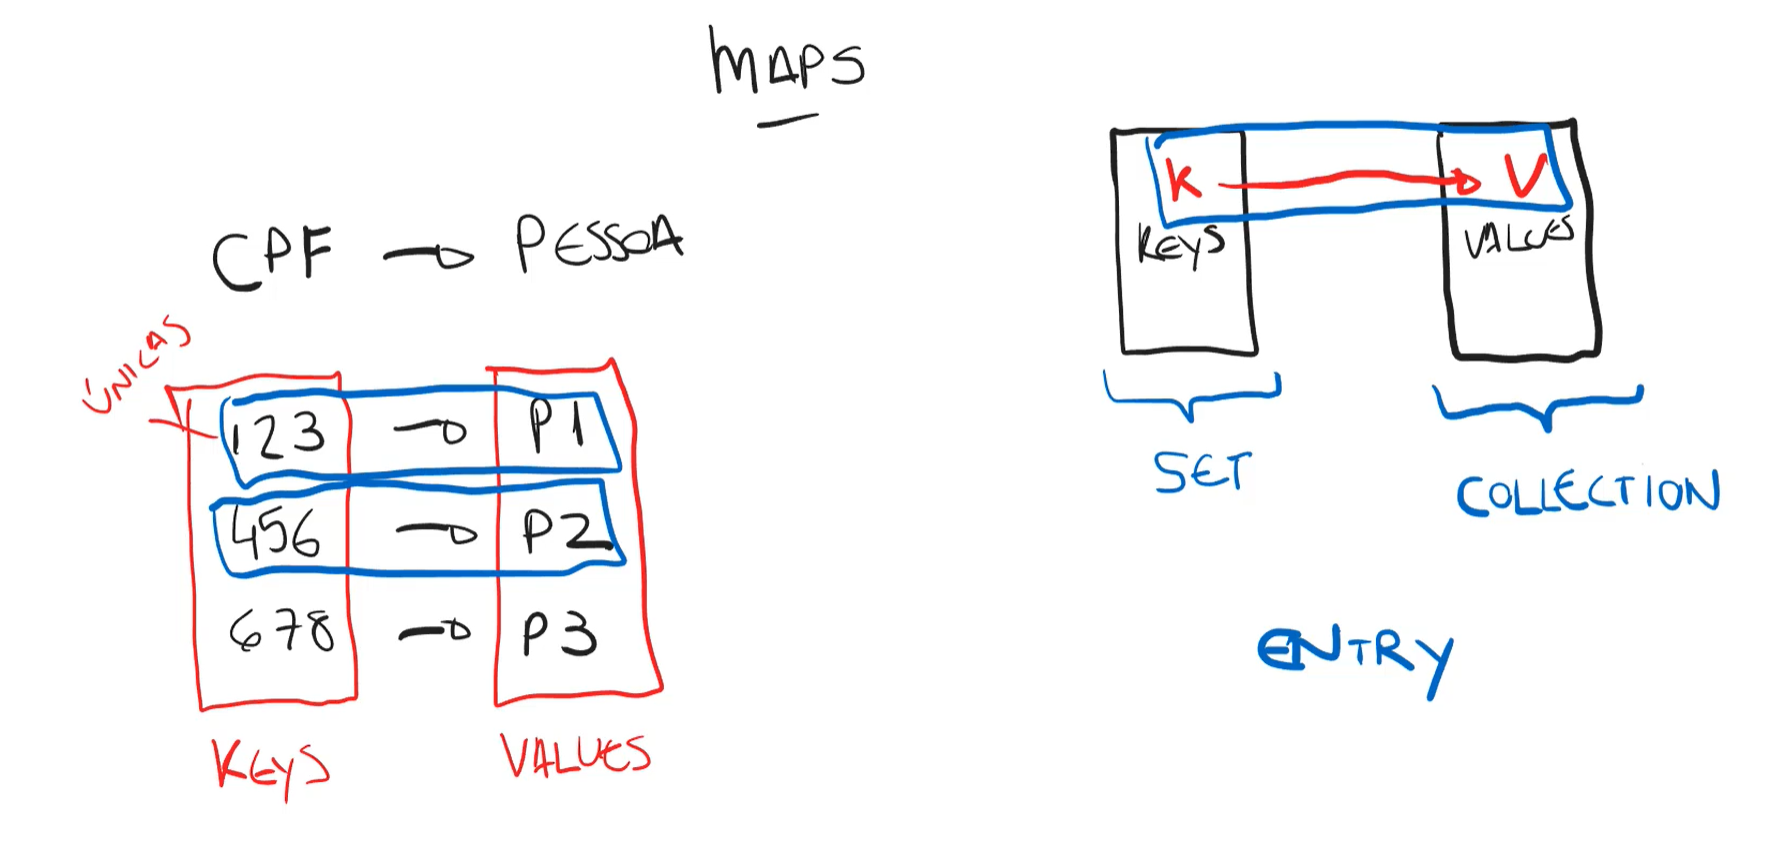 MAPS
CPF → PESSOA
ÚNICAS
123 → P1
456 → P2
678 → P3
KEYS VALUES
K → V
KEYS VALUES
SET COLLECTION
ENTRY